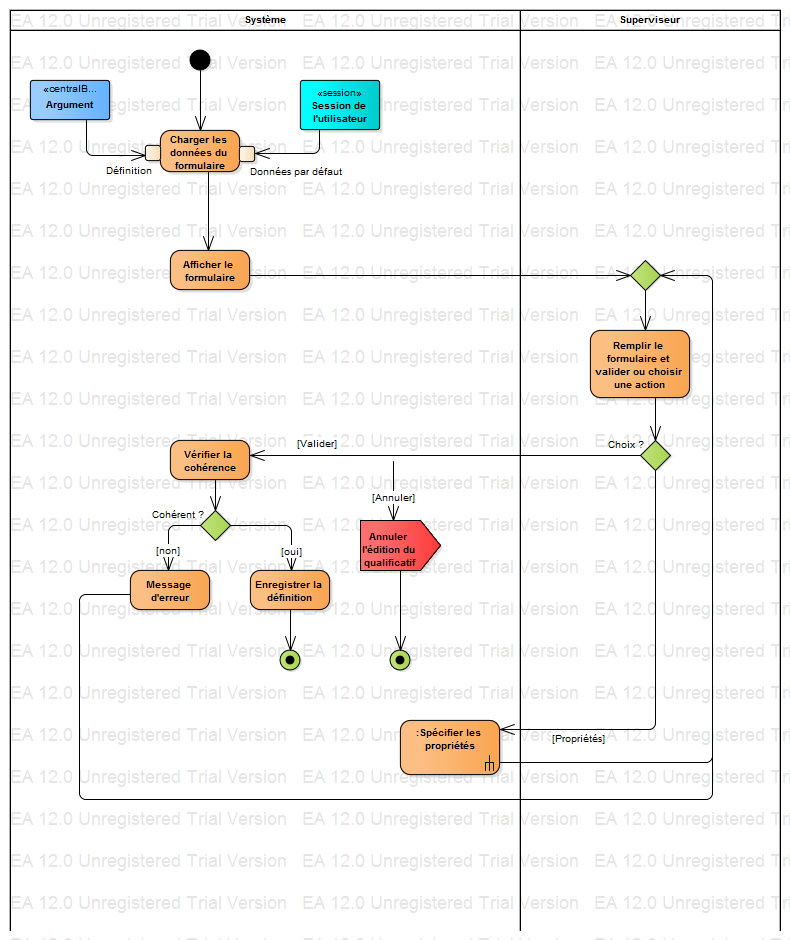 Système
Superviseur
«centralB...
Argument
«session»
Session de
l'utilisateur
Charger les
données du
formulaire
Définition
Données par défaut
Afficher le
formulaire
Remplir le
formulaire et
valider ou choisir
une action
Choix ?
[Valider]
Vérifier la
cohérence
[Annuler]
Cohérent ?
Annuler
l'édition du
qualificatif
[non]
[oui]
Message
d'erreur
Enregistrer la
définition
:Spécifier les
propriétés
[Propriétés]
EA 12.0 Unregistered Trial Version